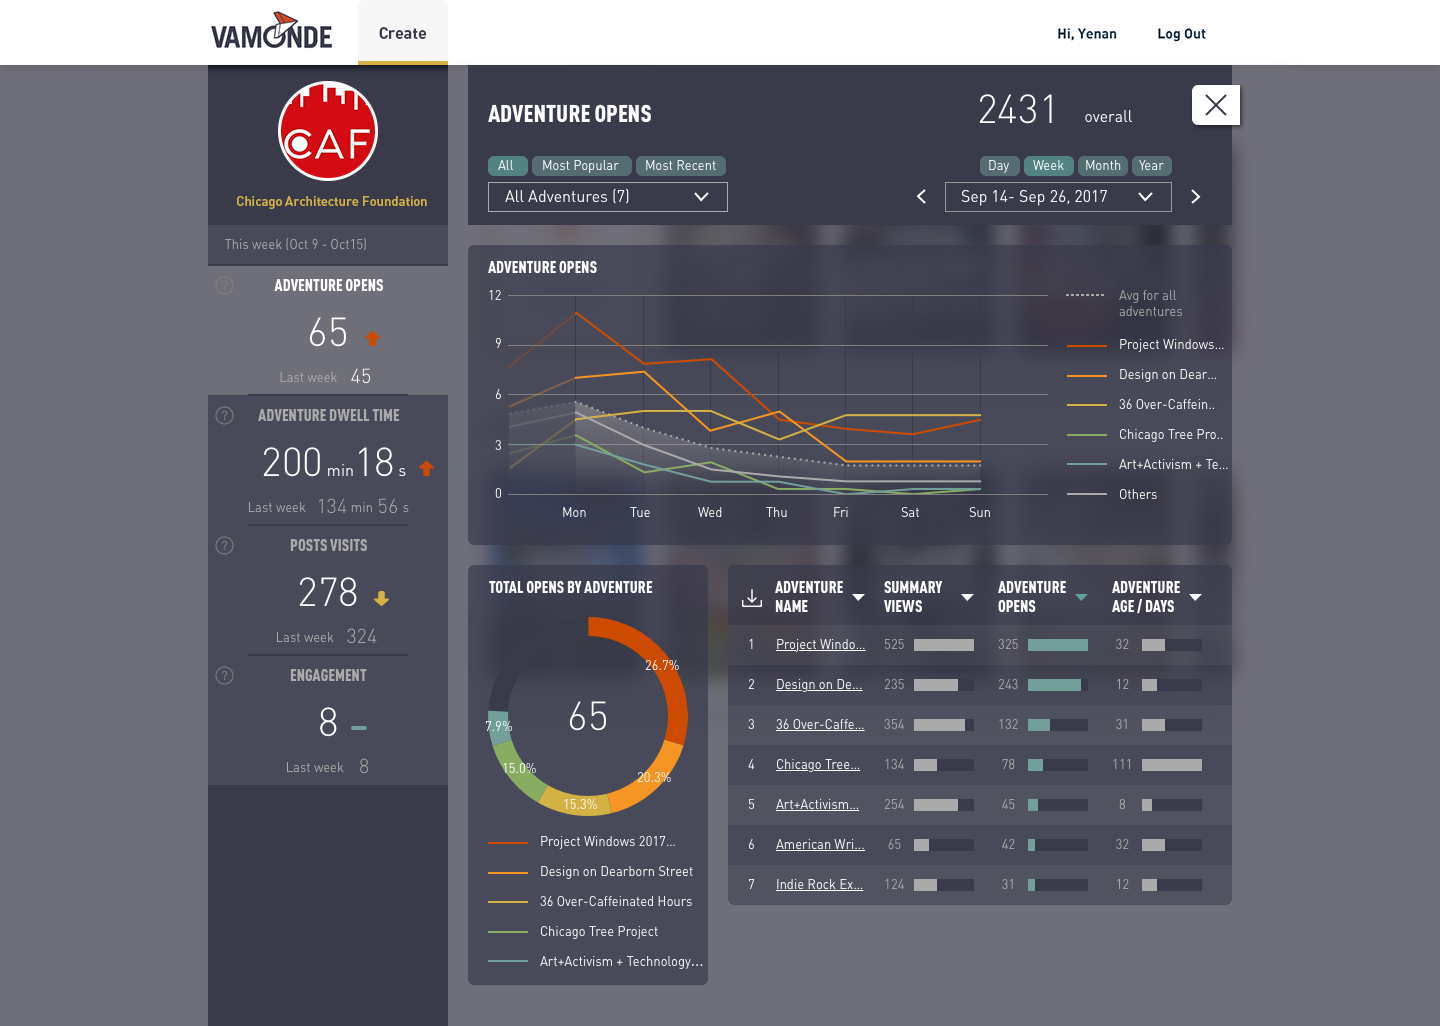 VAMONDE
Create
Hi, Yenan
Log Out
CAF
Chicago Architecture Foundation
This week (Oct 9 - Oct15)
? ADVENTURE OPENS
65
Last week 45
? ADVENTURE DWELL TIME
200 min 18 s
Last week 134 min 56 s
? POSTS VISITS
278
Last week 324
? ENGAGEMENT
8
Last week 8
ADVENTURE OPENS
2431 overall
All
Most Popular
Most Recent
Day
Week
Month
Year
All Adventures (7)
Sep 14- Sep 26, 2017
ADVENTURE OPENS
12
9
6
3
0
Mon
Tue
Wed
Thu
Fri
Sat
Sun
Avg for all
adventures
Project Windows...
Design on Dear...
36 Over-Caffein..
Chicago Tree Pro..
Art+Activism + Te...
Others
TOTAL OPENS BY ADVENTURE
26.7%
65
7.9%
15.0%
20.3%
15.3%
Project Windows 2017...
Design on Dearborn Street
36 Over-Caffeinated Hours
Chicago Tree Project
Art+Activism + Technology...
ADVENTURE
NAME
SUMMARY
VIEWS
ADVENTURE
OPENS
ADVENTURE
AGE / DAYS
1 Project Windo... 525 325 32
2 Design on De... 235 243 12
3 36 Over-Caffe... 354 132 31
4 Chicago Tree... 134 78 111
5 Art+Activism... 254 45 8
6 American Wri... 65 42 32
7 Indie Rock Ex... 124 31 12